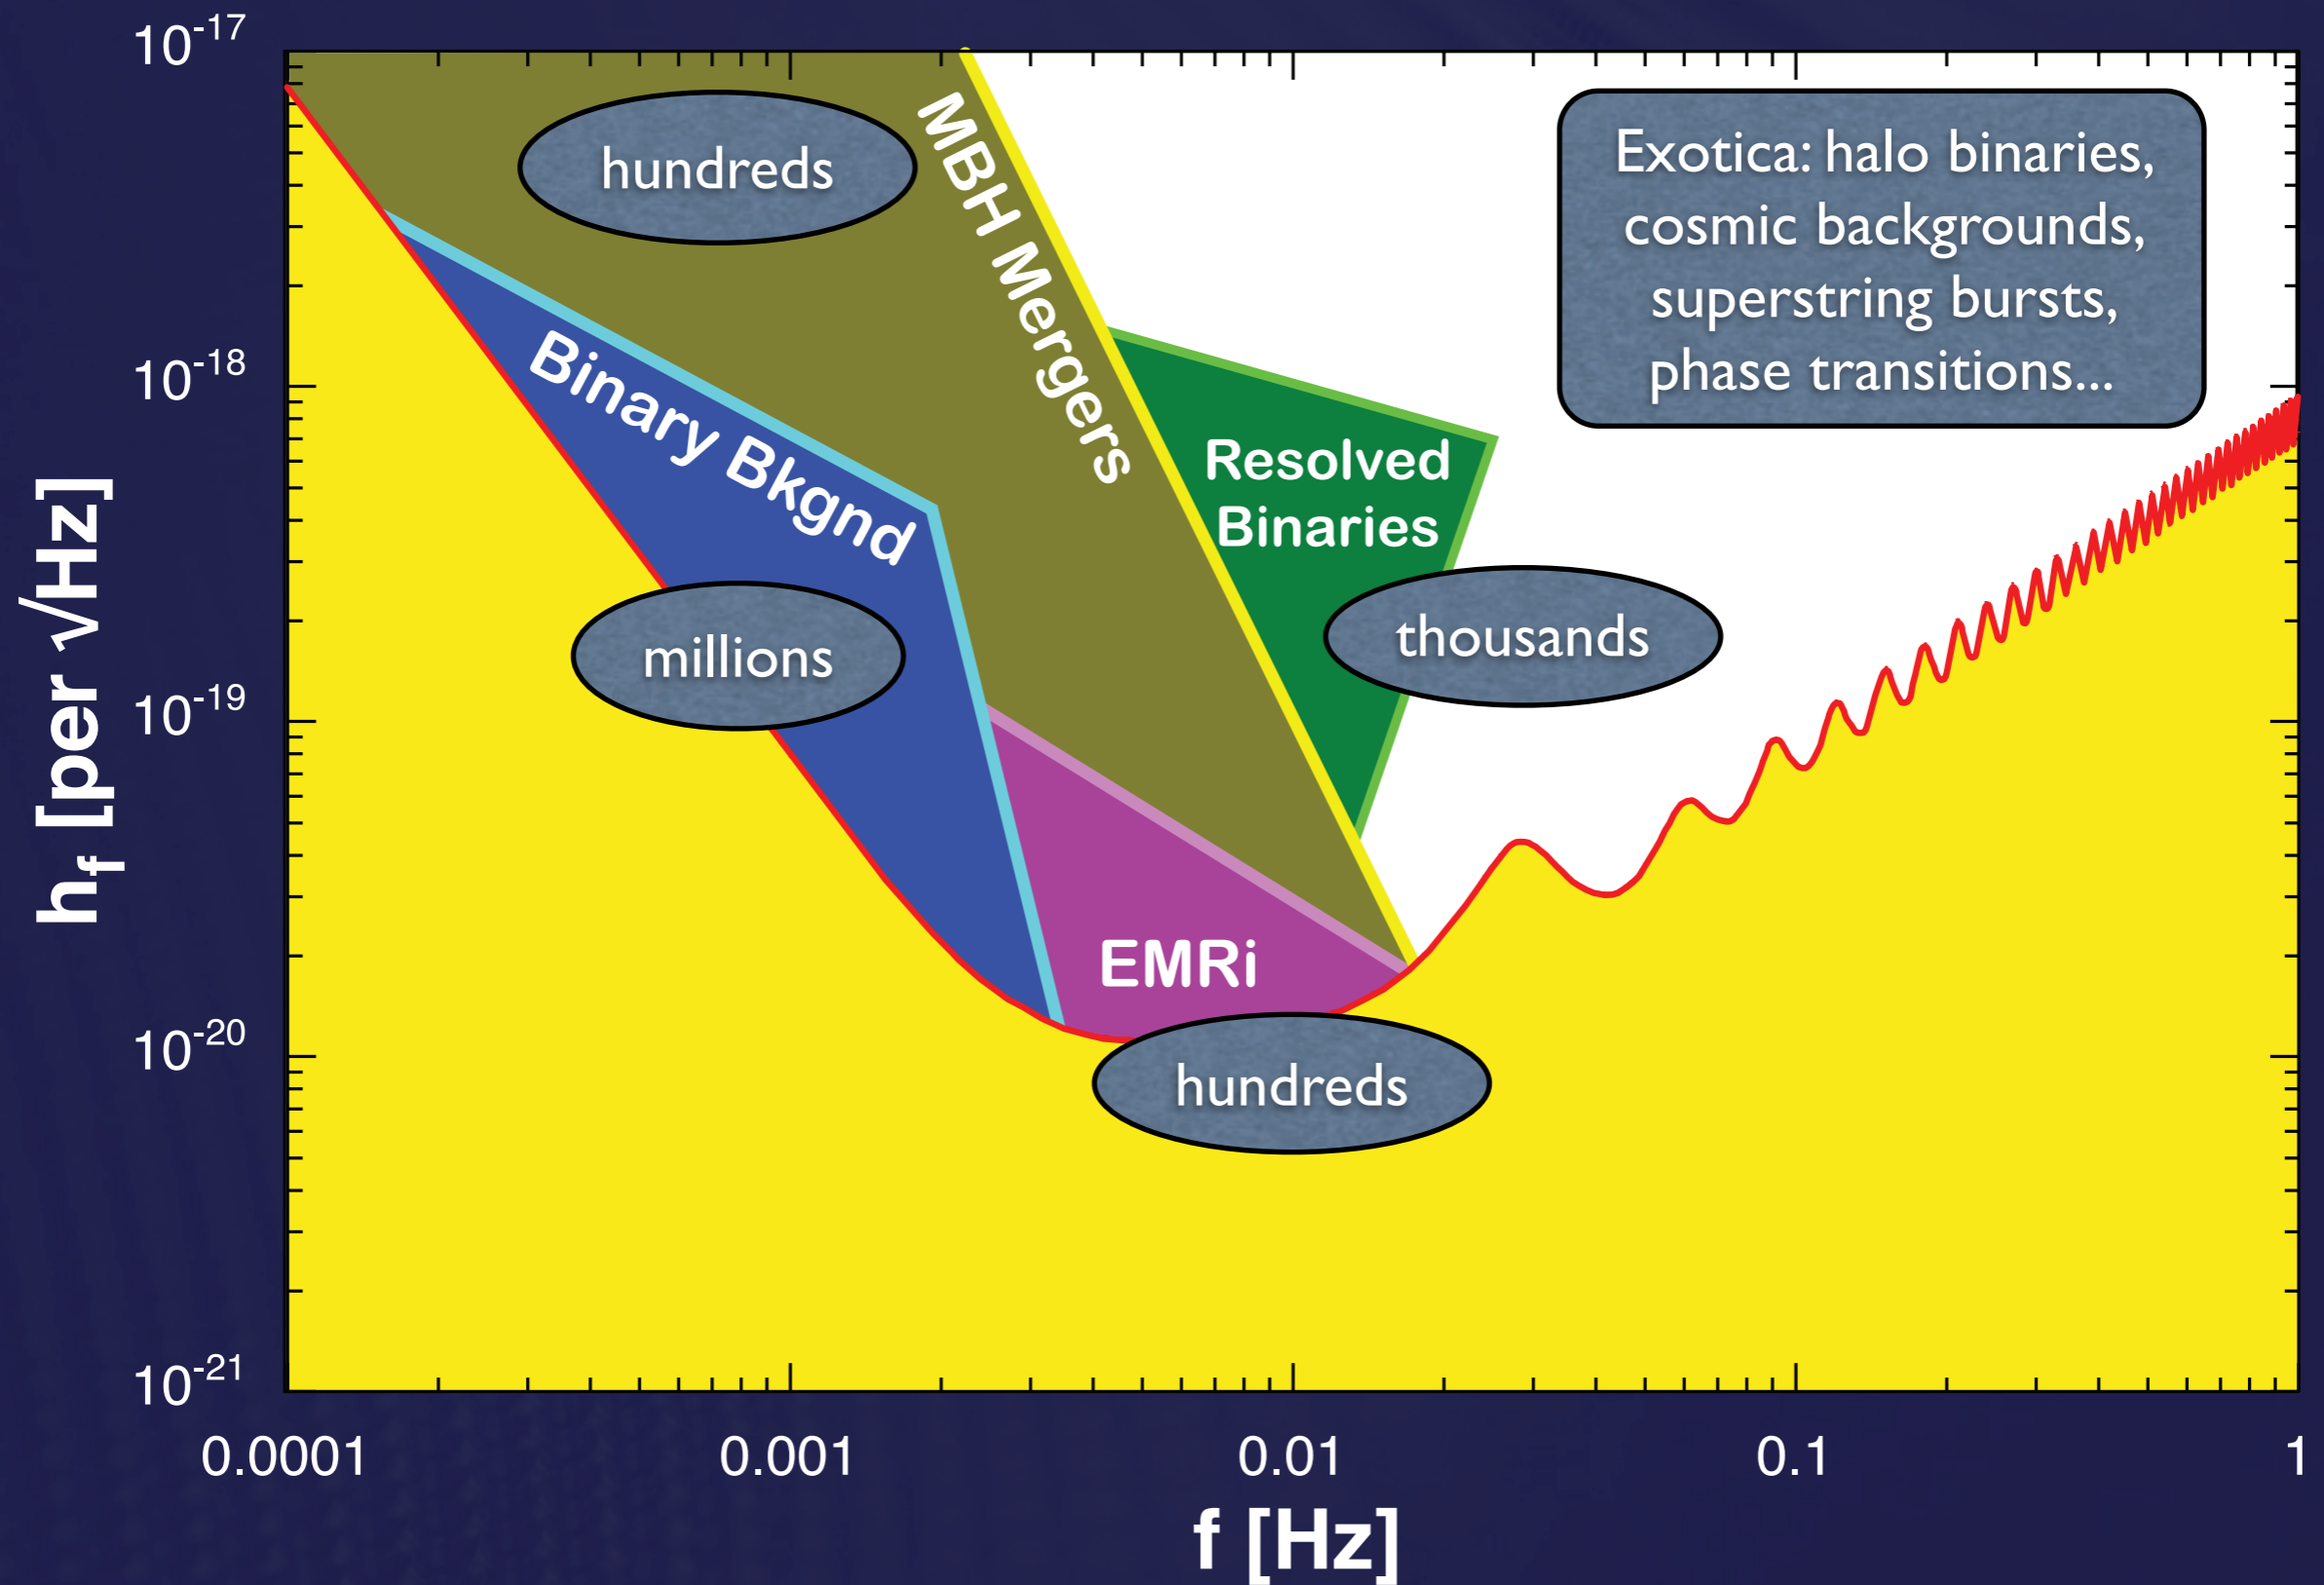 10-17
10-18
10-19
10-20
10-21
hf [per √Hz]
hundreds
MBH Mergers
Exotica: halo binaries,
cosmic backgrounds,
superstring bursts,
phase transitions...
Binary Bkgnd
Resolved
Binaries
millions
thousands
EMRi
hundreds
0.0001
0.001
0.01
0.1
1
f [Hz]